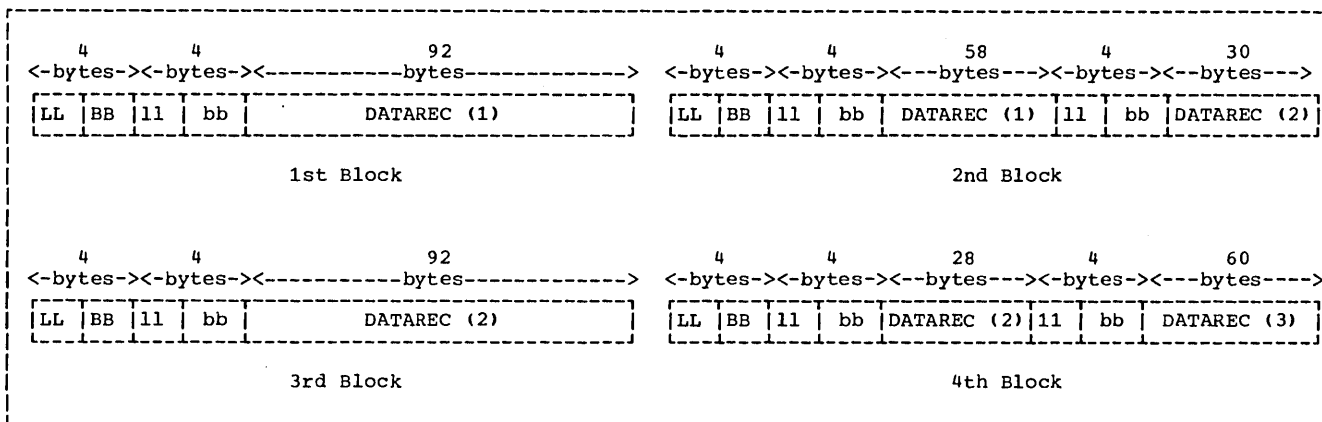 4 4 92 4 4 58 4 30
<-bytes-><-bytes-><------------bytes--------------> <-bytes-><-bytes-><---bytes---><-bytes-><--bytes--->
|LL |BB |ll | bb | DATAREC (1) | |LL |BB |ll | bb | DATAREC (1) |ll | bb |DATAREC (2)|
1st Block 2nd Block
4 4 92 4 4 28 4 60
<-bytes-><-bytes-><------------bytes--------------> <-bytes-><-bytes-><---bytes---><-bytes-><---bytes---->
|LL |BB |ll | bb | DATAREC (2) | |LL |BB |ll | bb |DATAREC (2)|ll | bb | DATAREC (3) |
3rd Block 4th Block